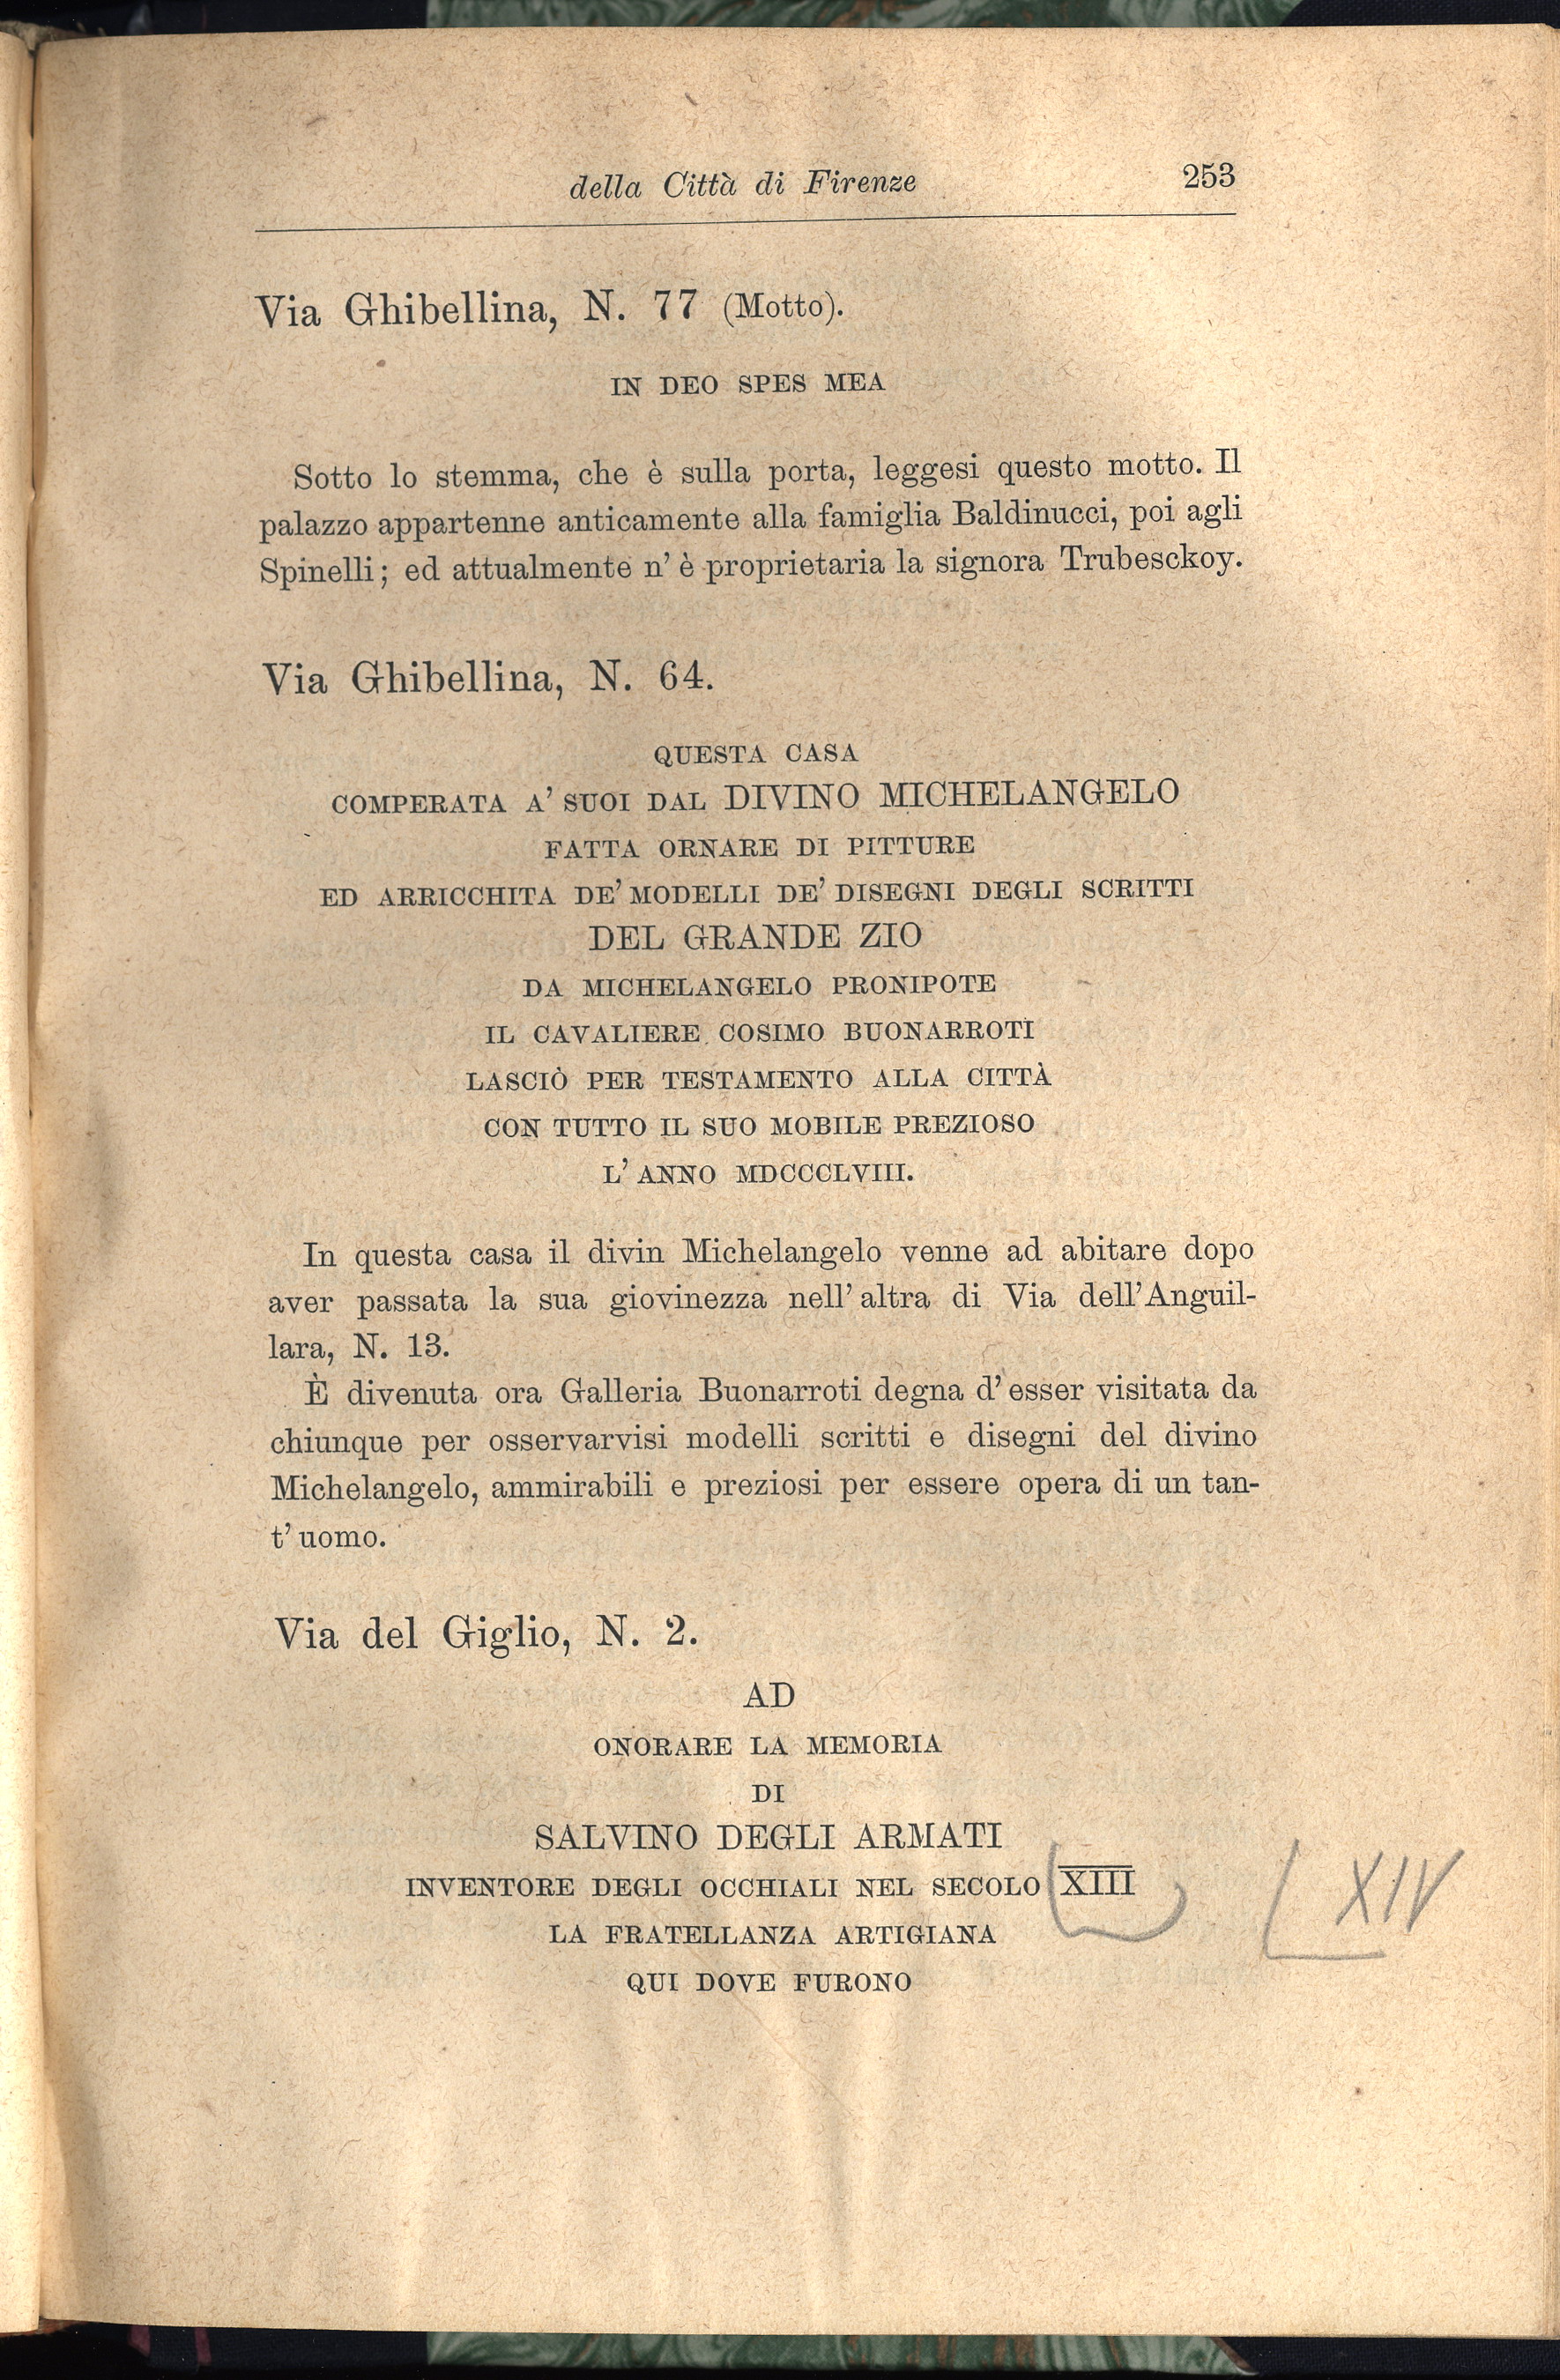 della Città di Firenze 253
Via Ghibellina, N. 77 (Motto).
IN DEO SPES MEA
Sotto lo stemma, che è sulla porta, leggesi questo motto. Il
palazzo appartenne anticamente alla famiglia Baldinucci, poi agli
Spinelli; ed attualmente n' è proprietaria la signora Trubesckoy.
Via Ghibellina, N. 64.
QUESTA CASA
COMPERATA A' SUOI DAL DIVINO MICHELANGELO
FATTA ORNARE DI PITTURE
ED ARRICCHITA DE' MODELLI DE' DISEGNI DEGLI SCRITTI
DEL GRANDE ZIO
DA MICHELANGELO PRONIPOTE
IL CAVALIERE COSIMO BUONARROTI
LASCIÒ PER TESTAMENTO ALLA CITTÀ
CON TUTTO IL SUO MOBILE PREZIOSO
L' ANNO MDCCCLVIII.
In questa casa il divin Michelangelo venne ad abitare dopo
aver passata la sua giovinezza nell' altra di Via dell'Anguil-
lara, N. 13.
È divenuta ora Galleria Buonarroti degna d' esser visitata da
chiunque per osservarvisi modelli scritti e disegni del divino
Michelangelo, ammirabili e preziosi per essere opera di un tan-
t' uomo.
Via del Giglio, N. 2.
AD
ONORARE LA MEMORIA
DI
SALVINO DEGLI ARMATI
INVENTORE DEGLI OCCHIALI NEL SECOLO XIII XIV
LA FRATELLANZA ARTIGIANA
QUI DOVE FURONO